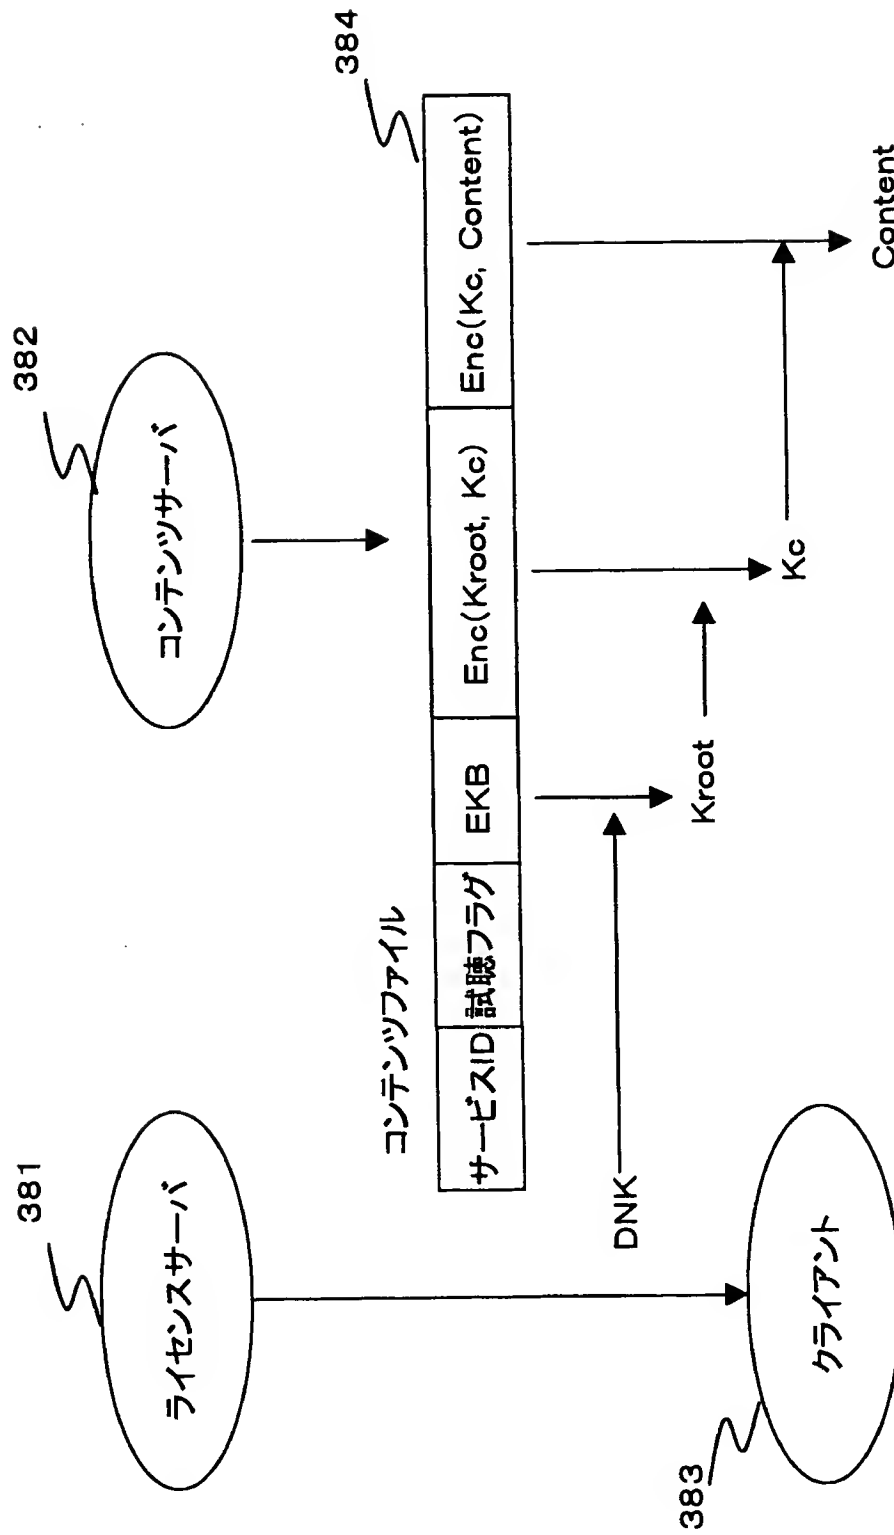 381
ライセンスサーバ
382
コンテンツサーバ
コンテンツファイル
384
サービスID
試聴フラグ
EKB
Enc(Kroot, Kc)
Enc(Kc, Content)
DNK
Kroot
Kc
Content
383
クライアント